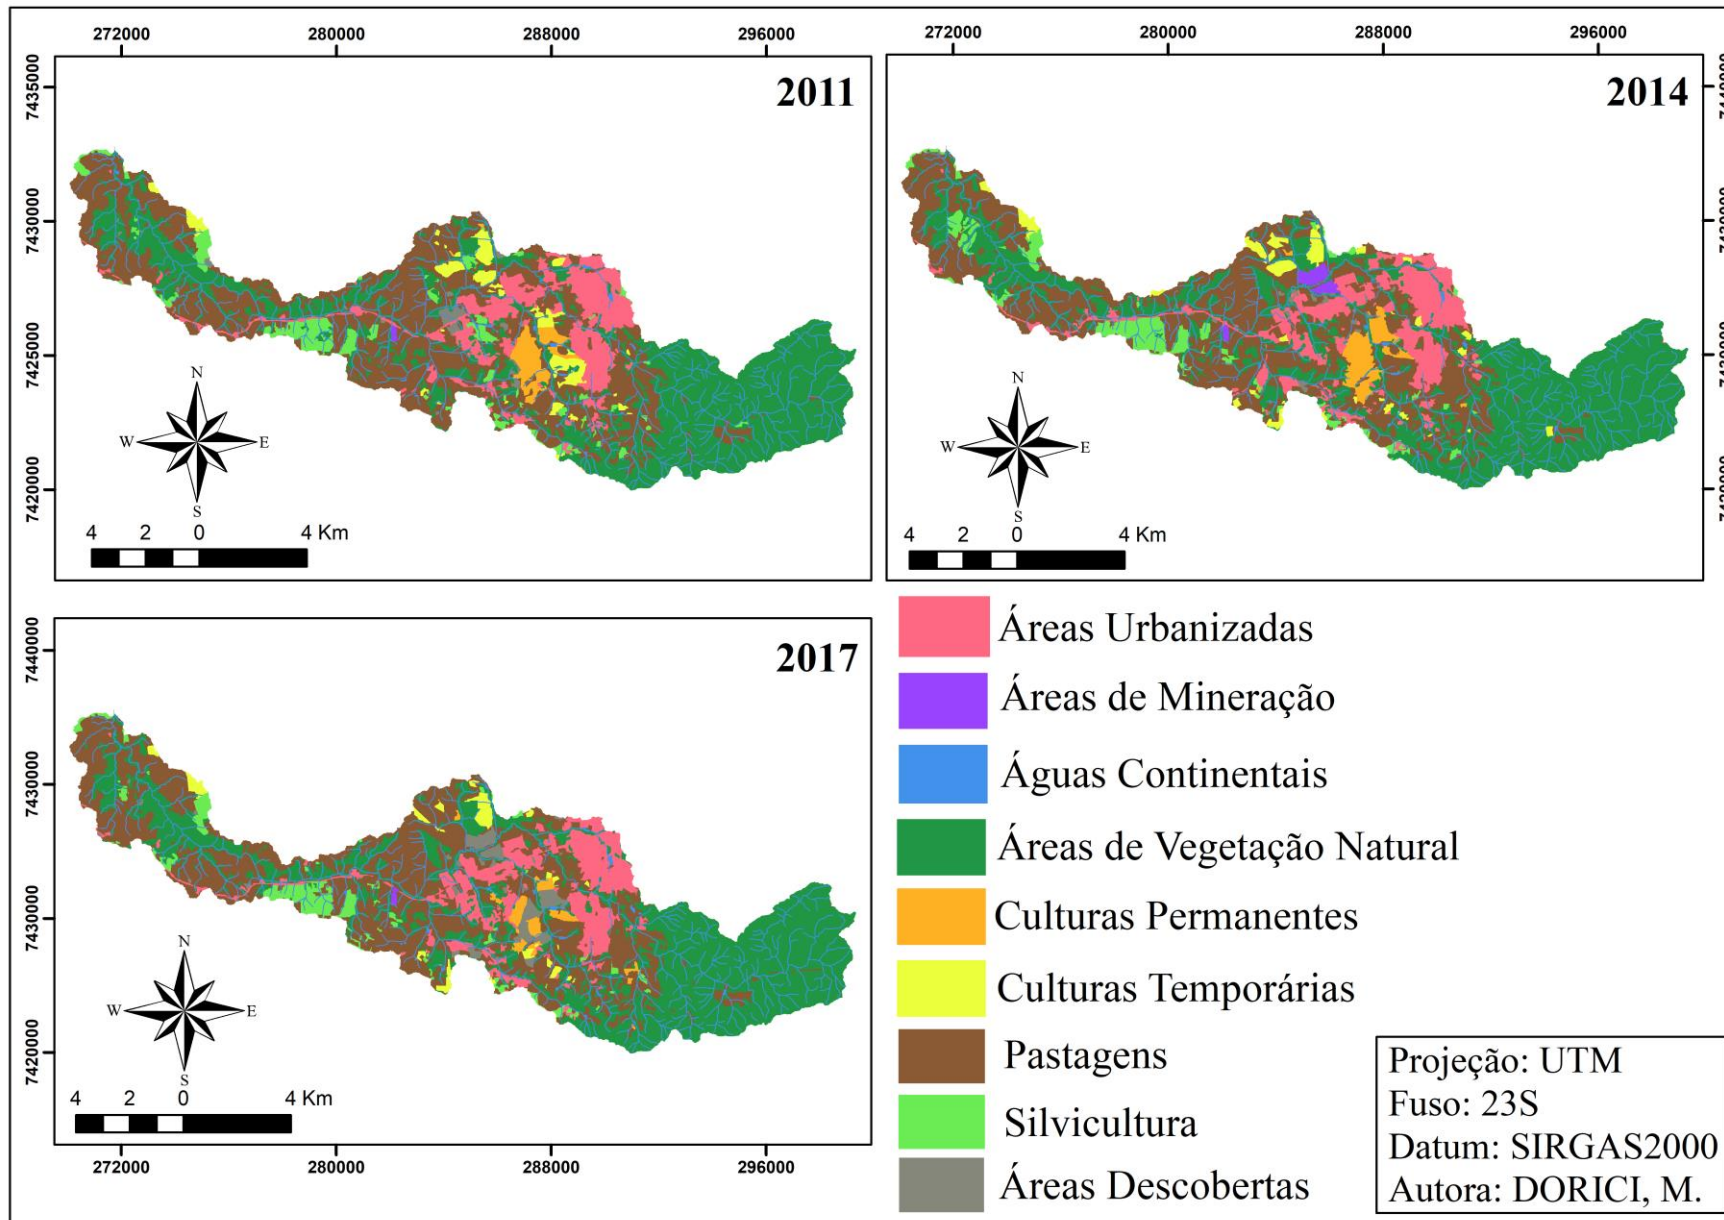 272000 280000 288000 296000
272000 280000 288000 296000
2011
7435000
7430000
7425000
7420000
N
W E
S
4 2 0 4 Km
2014
N
W E
S
4 2 0 4 Km
2017
7440000
7430000
7430000
7420000
N
W E
S
4 2 0 4 Km
272000 280000 288000 296000
Áreas Urbanizadas
Áreas de Mineração
Águas Continentais
Áreas de Vegetação Natural
Culturas Permanentes
Culturas Temporárias
Pastagens
Silvicultura
Áreas Descobertas
Projeção: UTM
Fuso: 23S
Datum: SIRGAS2000
Autora: DORICI, M.